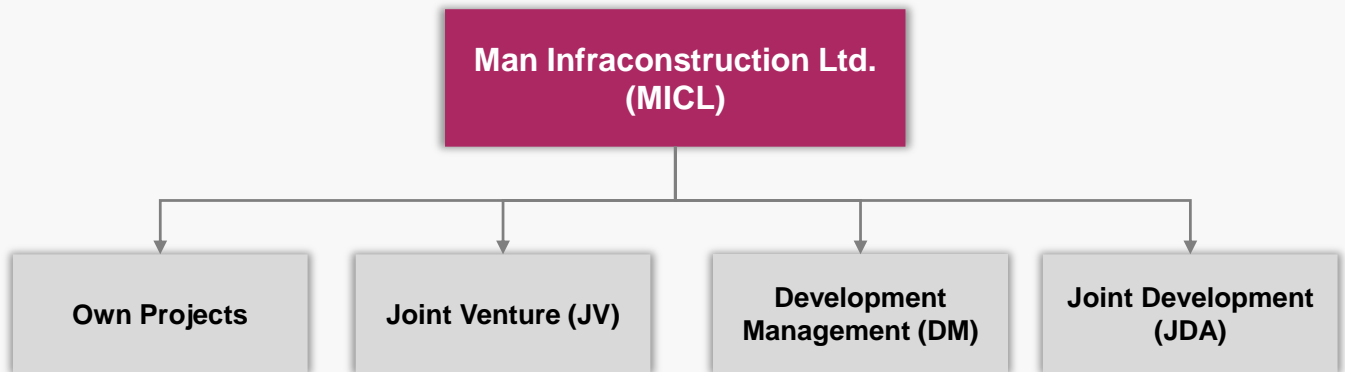 Man Infraconstruction Ltd.
(MICL)
Own Projects
Joint Venture (JV)
Development
Management (DM)
Joint Development
(JDA)